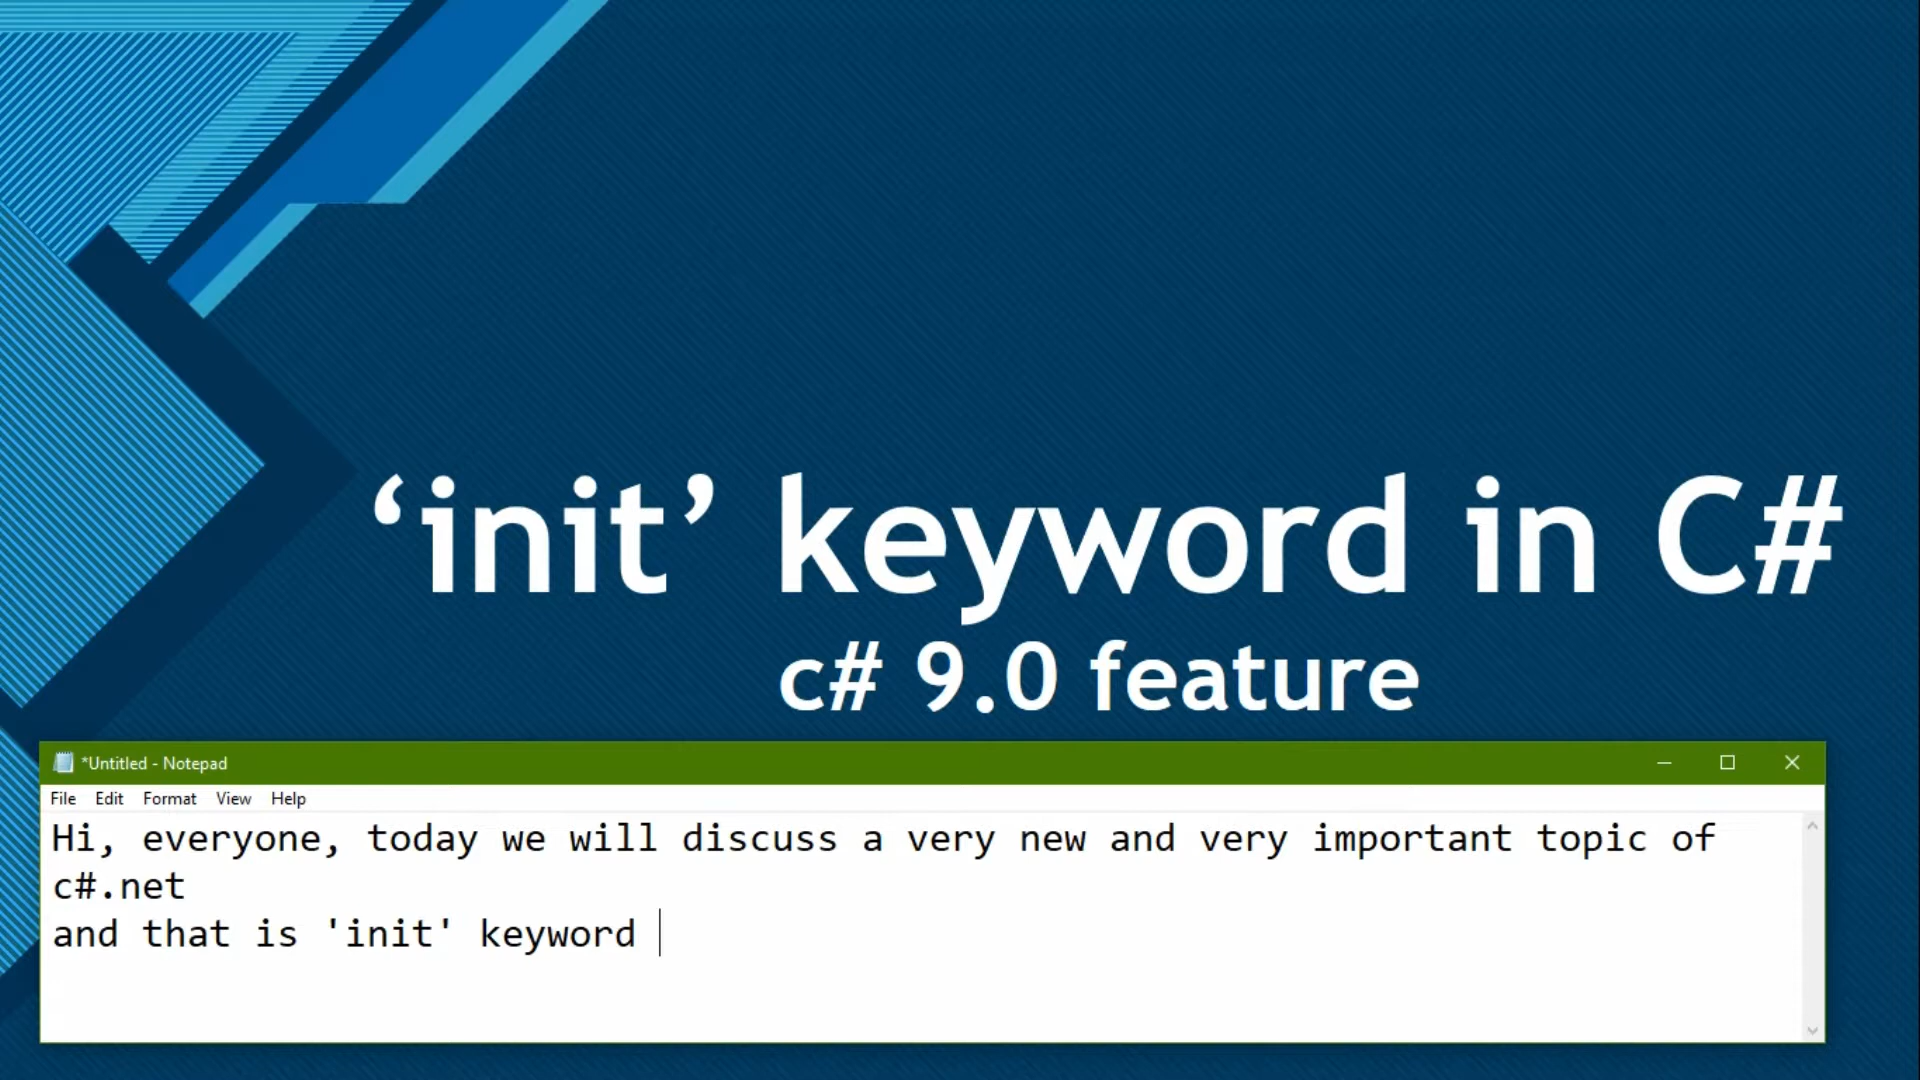 ‘init’ keyword in C#
c# 9.0 feature
*Untitled - Notepad
File Edit Format View Help
Hi, everyone, today we will discuss a very new and very important topic of
c#.net
and that is 'init' keyword